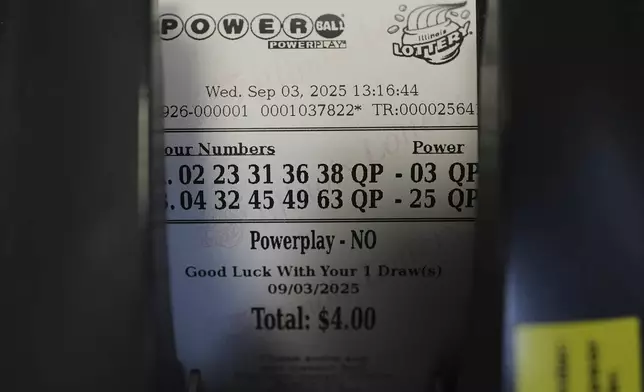 POWERBALL
POWERPLAY
Illinois
LOTTERY
Wed. Sep 03, 2025 13:16:44
926-000001 0001037822* TR:00002564
our Numbers Power
. 02 23 31 36 38 QP - 03 QP
. 04 32 45 49 63 QP - 25 QP
Powerplay - NO
Good Luck With Your 1 Draw(s)
09/03/2025
Total: $4.00